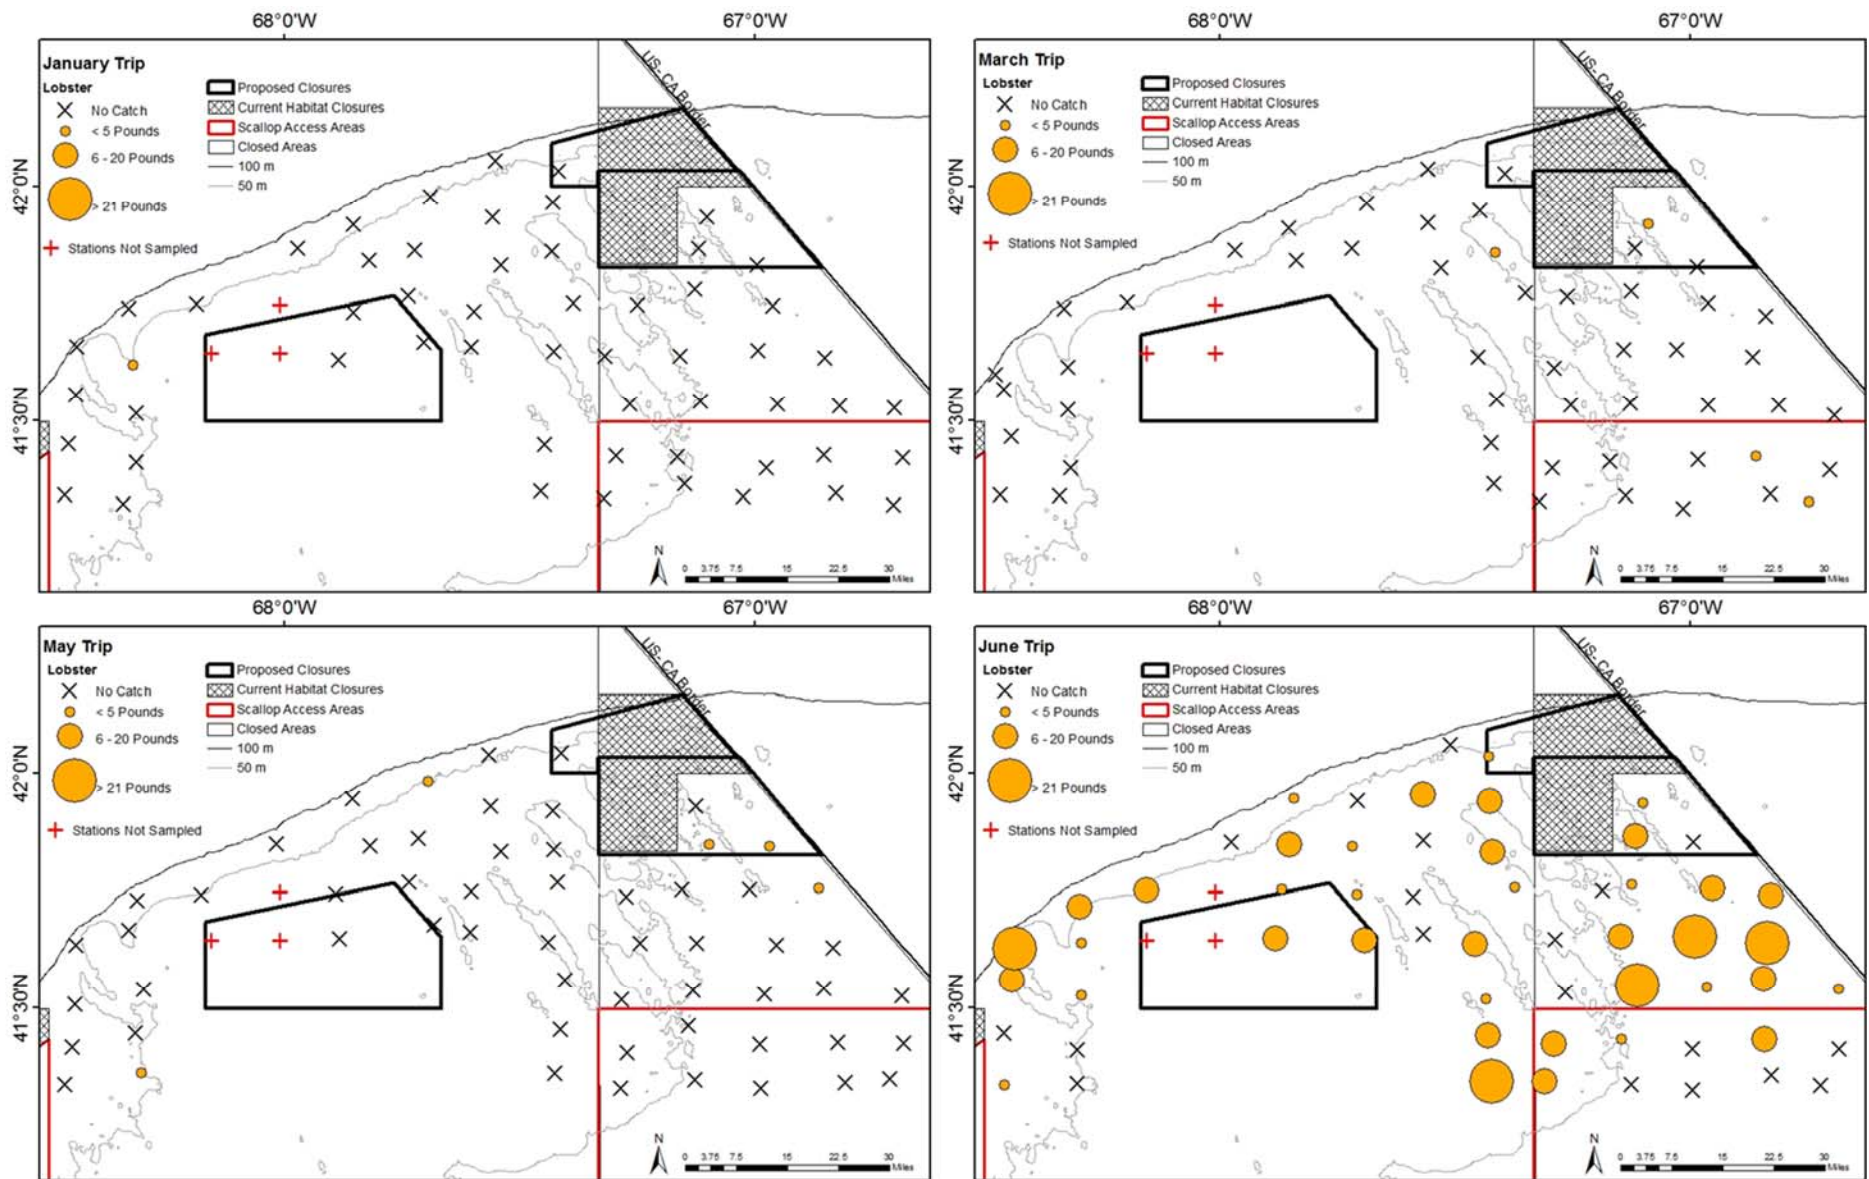 68°0'W 67°0'W
January Trip
Lobster
No Catch
< 5 Pounds
6 - 20 Pounds
> 21 Pounds
Stations Not Sampled
Proposed Closures
Current Habitat Closures
Scallop Access Areas
Closed Areas
100 m
50 m
US- CA Border
42°0'N
41°30'N
N
0 3.75 7.5 15 22.5 30
Miles
68°0'W 67°0'W
March Trip
Lobster
No Catch
< 5 Pounds
6 - 20 Pounds
> 21 Pounds
Stations Not Sampled
Proposed Closures
Current Habitat Closures
Scallop Access Areas
Closed Areas
100 m
50 m
US- CA Border
42°0'N
41°30'N
N
0 3.75 7.5 15 22.5 30
Miles
68°0'W 67°0'W
May Trip
Lobster
No Catch
< 5 Pounds
6 - 20 Pounds
> 21 Pounds
Stations Not Sampled
Proposed Closures
Current Habitat Closures
Scallop Access Areas
Closed Areas
100 m
50 m
US- CA Border
42°0'N
41°30'N
N
0 3.75 7.5 15 22.5 30
Miles
68°0'W 67°0'W
June Trip
Lobster
No Catch
< 5 Pounds
6 - 20 Pounds
> 21 Pounds
Stations Not Sampled
Proposed Closures
Current Habitat Closures
Scallop Access Areas
Closed Areas
100 m
50 m
US- CA Border
42°0'N
41°30'N
N
0 3.75 7.5 15 22.5 30
Miles